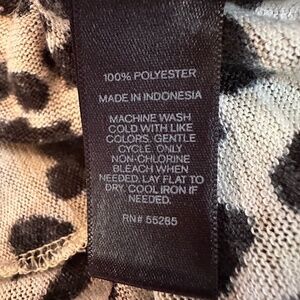 100% POLYESTER
MADE IN INDONESIA
MACHINE WASH
COLD WITH LIKE
COLORS. GENTLE
CYCLE. ONLY
NON-CHLORINE
BLEACH WHEN
NEEDED. LAY FLAT TO
DRY. COOL IRON IF
NEEDED.
RN# 55285